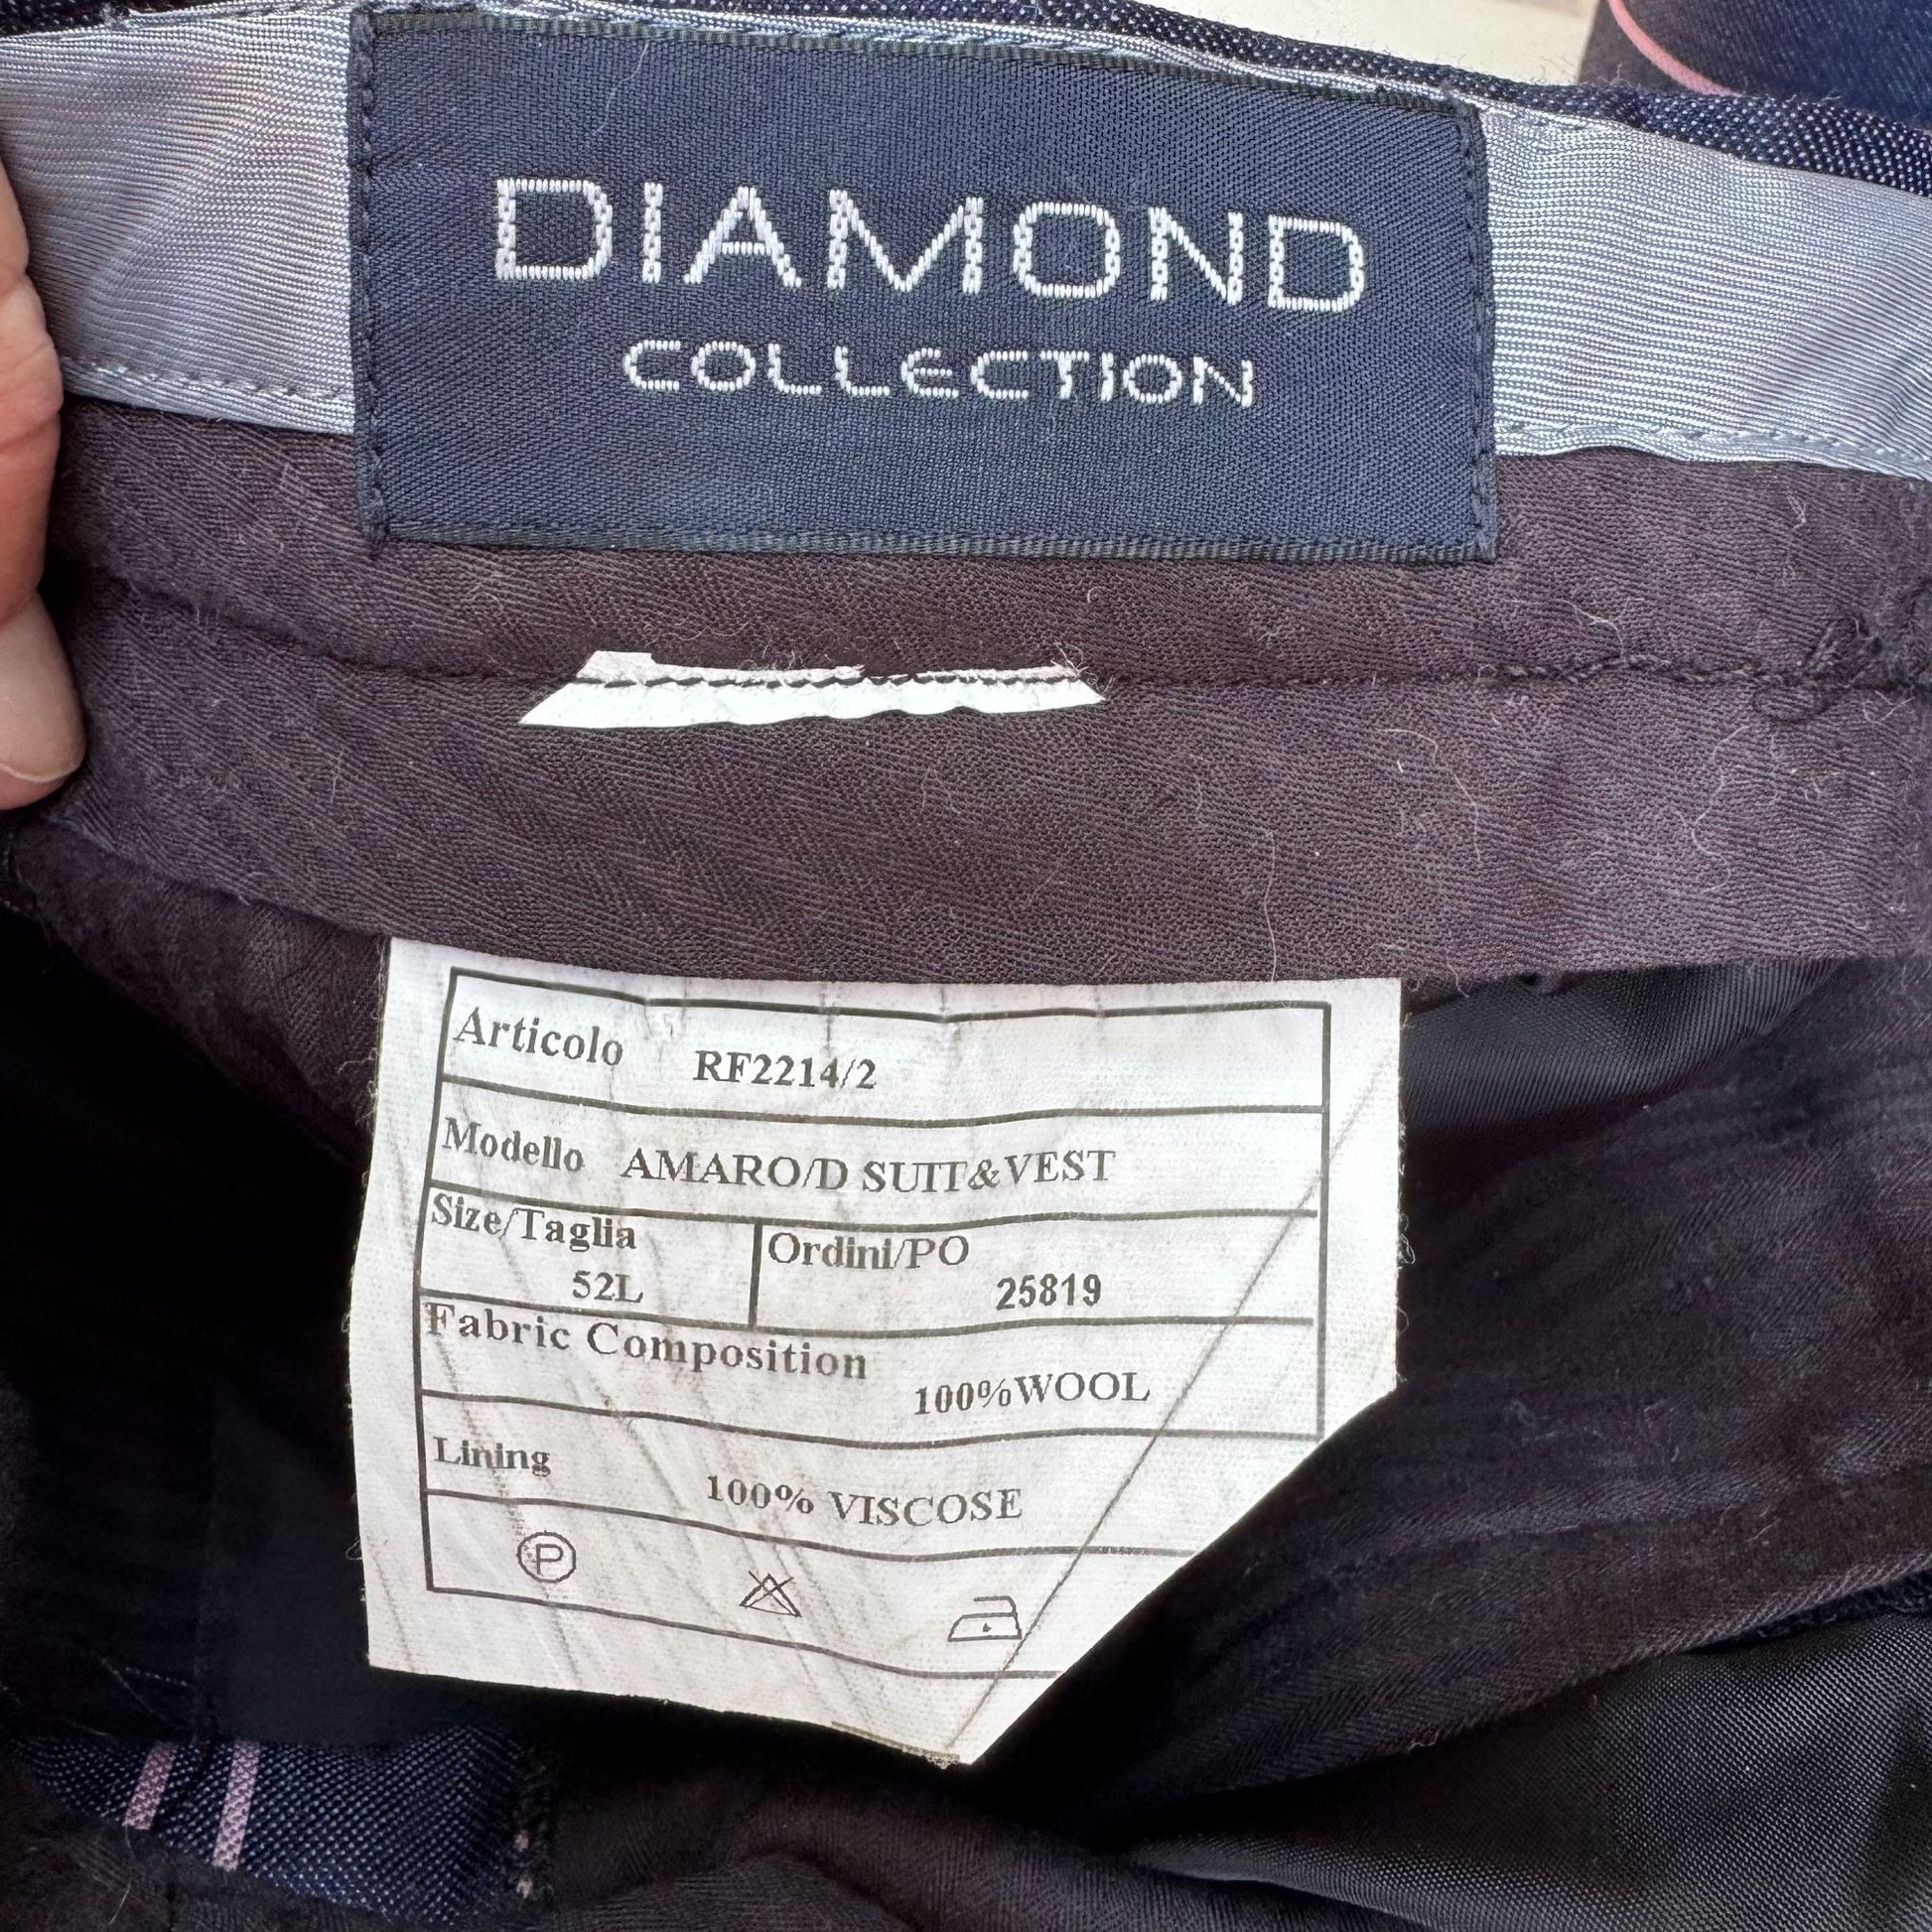 DIAMOND
COLLECTION
Articolo RF2214/2
Modello AMARO/D SUIT&VEST
Size/Taglia
52L
Ordini/PO
25819
Fabric Composition
100%WOOL
Lining
100% VISCOSE
P